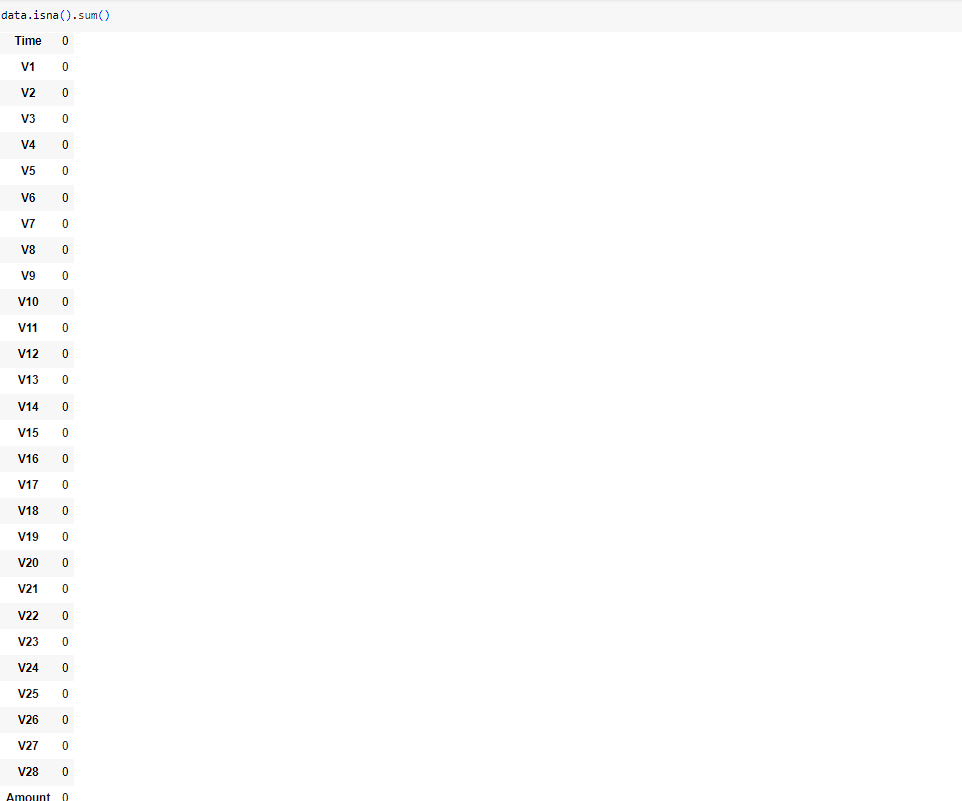 data.isna().sum()
Time 0
V1 0
V2 0
V3 0
V4 0
V5 0
V6 0
V7 0
V8 0
V9 0
V10 0
V11 0
V12 0
V13 0
V14 0
V15 0
V16 0
V17 0
V18 0
V19 0
V20 0
V21 0
V22 0
V23 0
V24 0
V25 0
V26 0
V27 0
V28 0
Amount 0